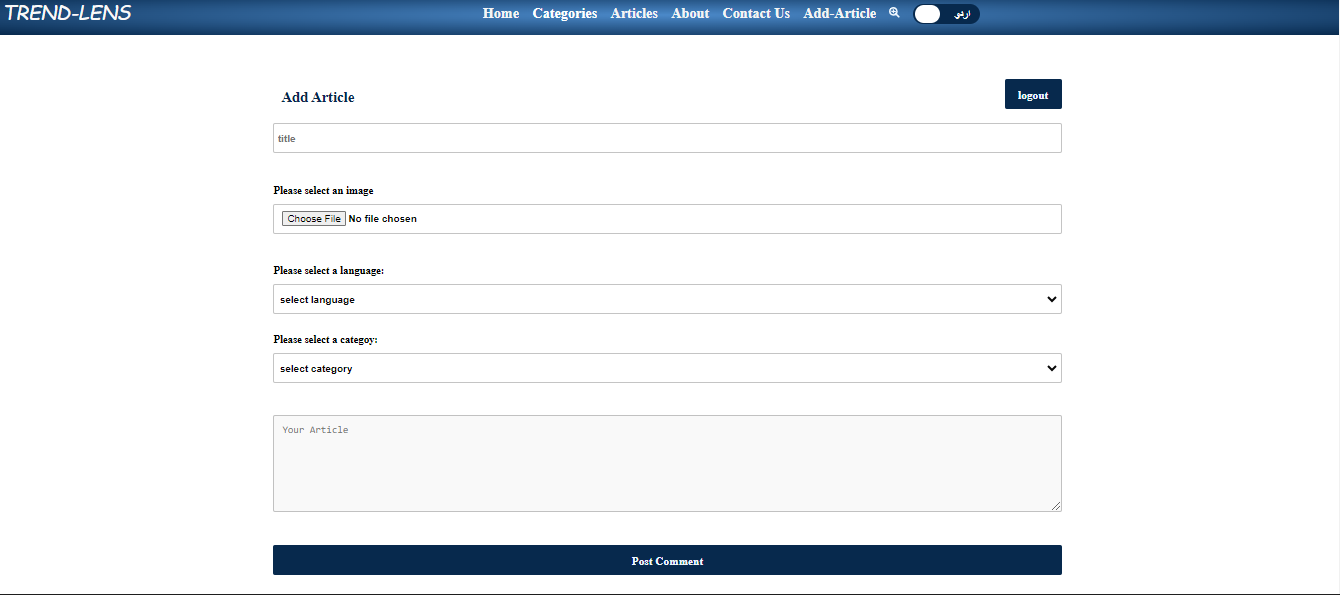 TREND-LENS Home Categories Articles About Contact Us Add-Article اردو
Add Article logout
title
Please select an image
Choose File No file chosen
Please select a language:
select language
Please select a categoy:
select category
Your Article
Post Comment